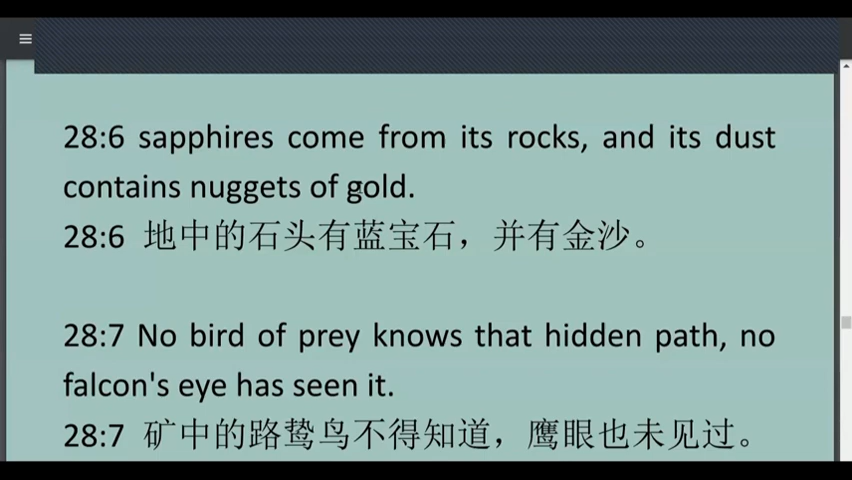 28:6 sapphires come from its rocks, and its dust
contains nuggets of gold.
28:6 地中的石头有蓝宝石，并有金沙。
28:7 No bird of prey knows that hidden path, no
falcon's eye has seen it.
28:7 矿中的路鸷鸟不得知道，鹰眼也未见过。